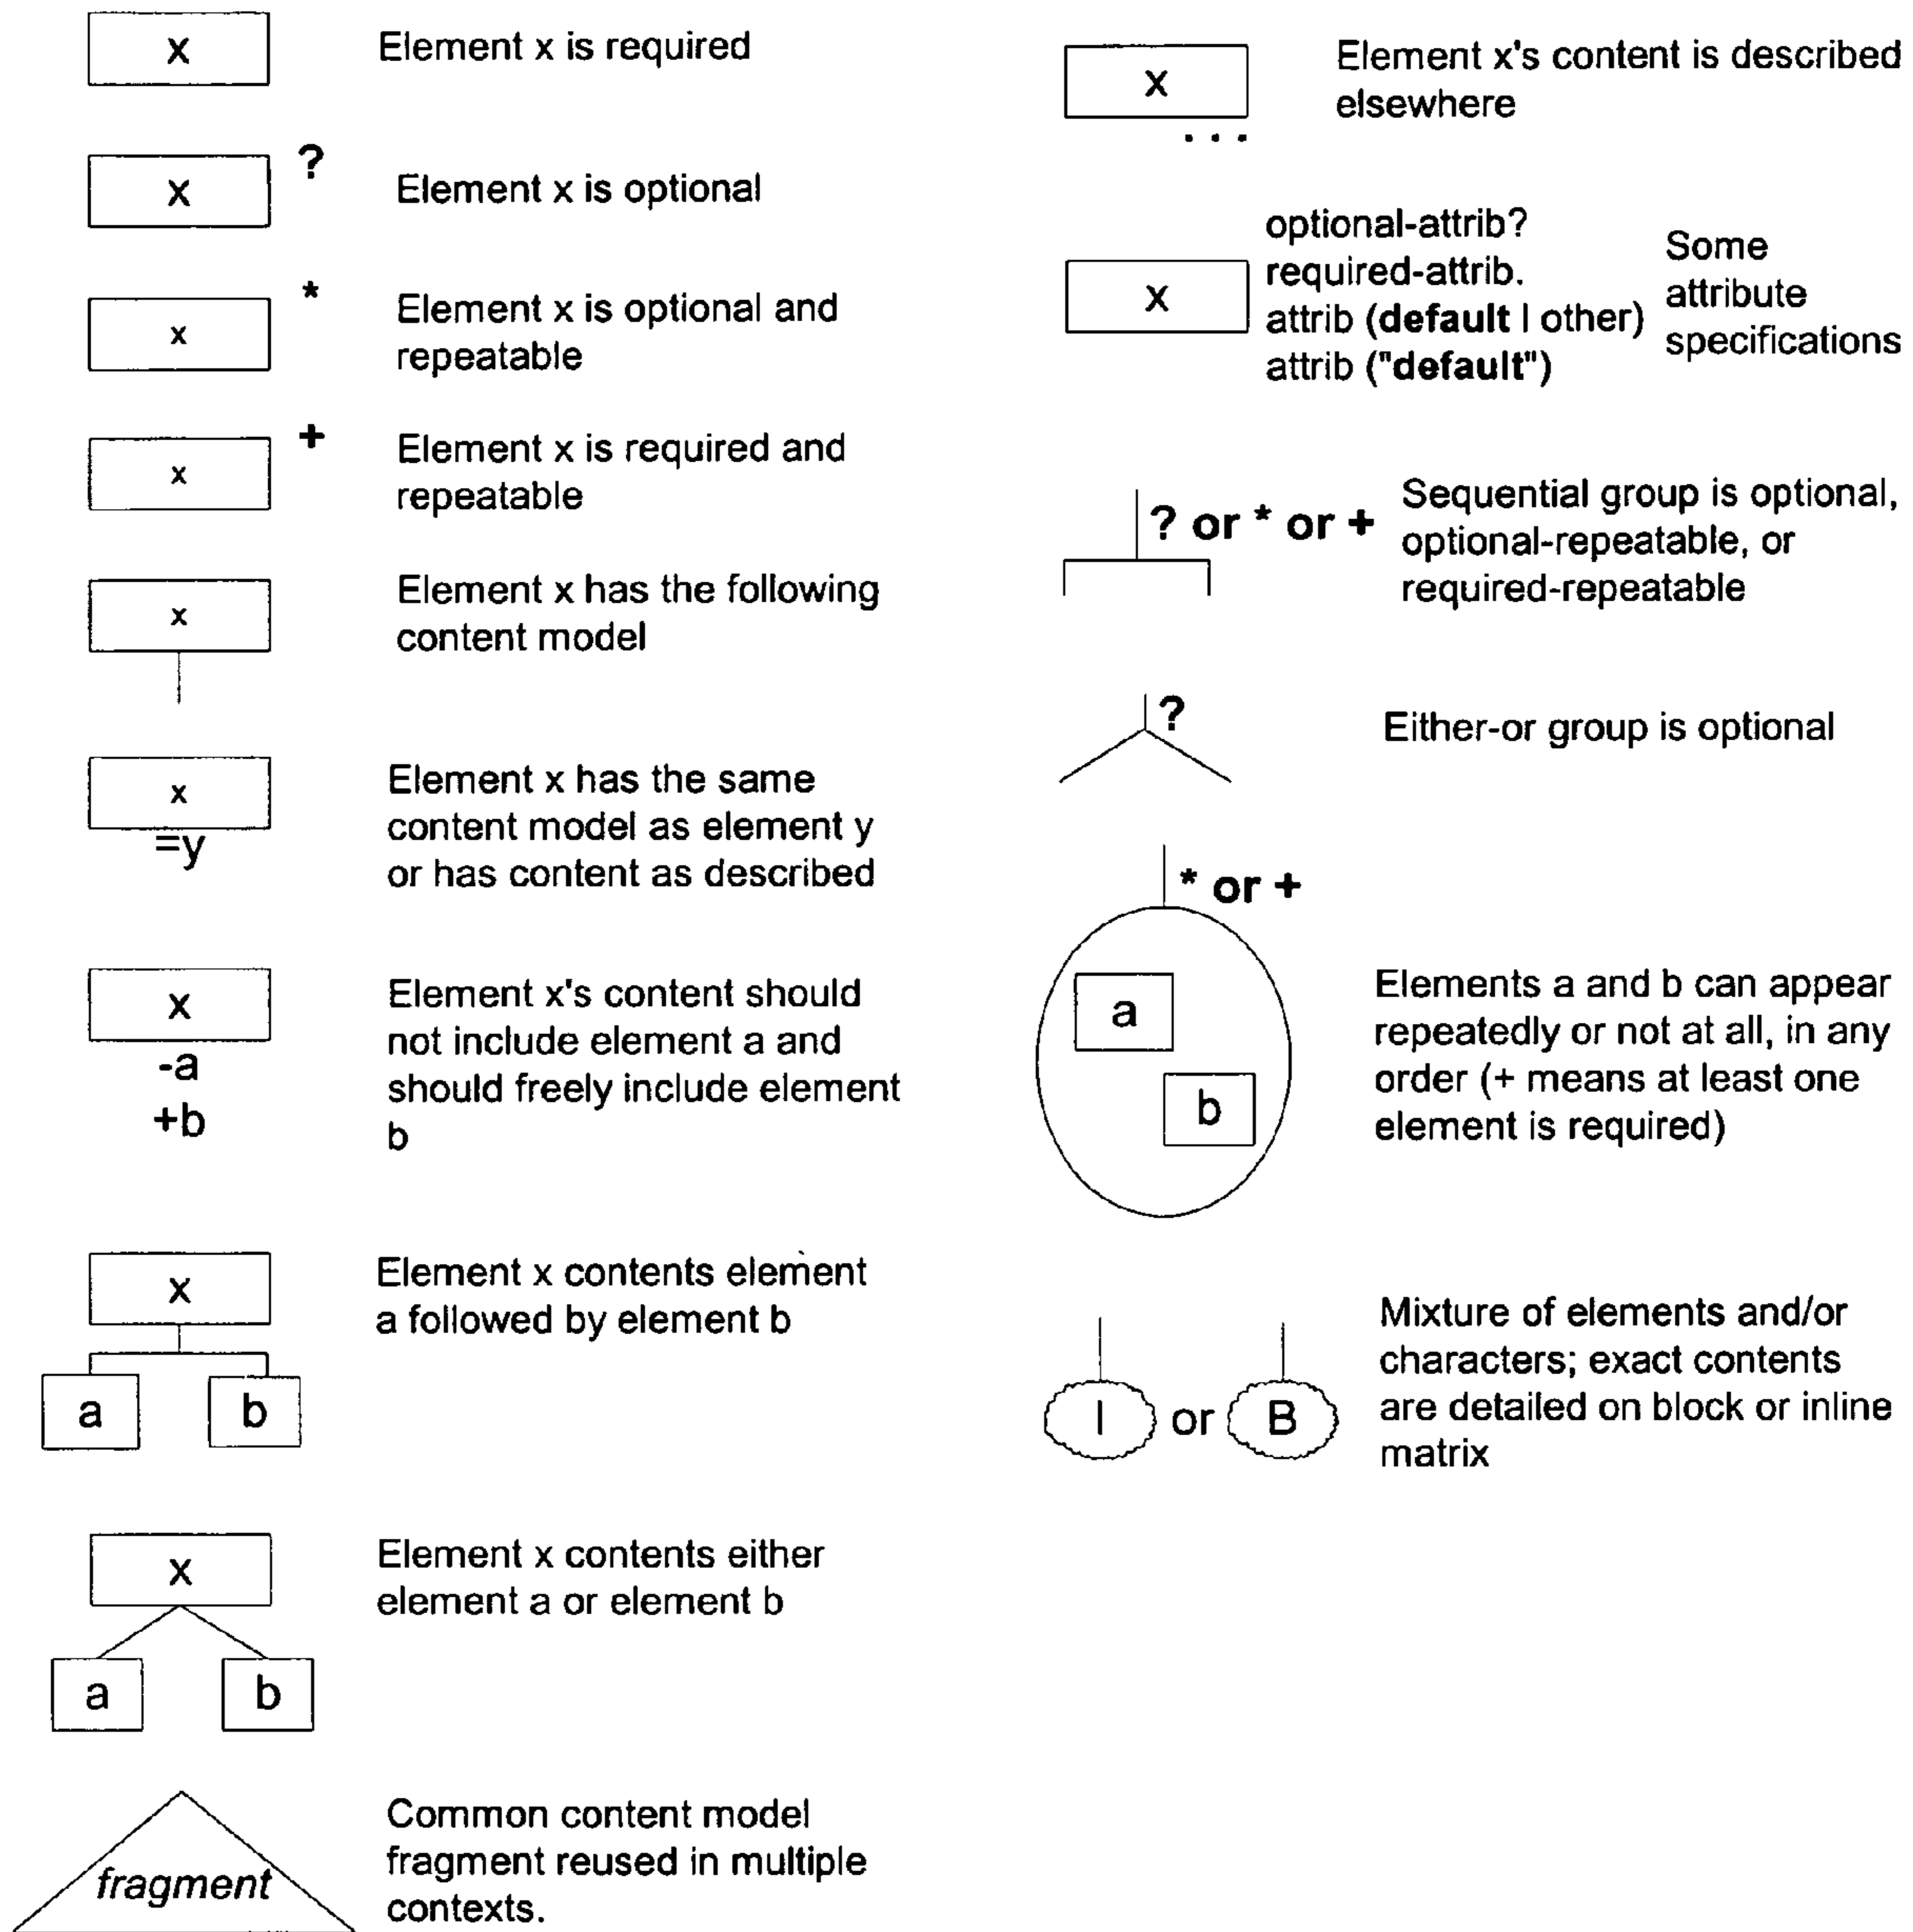 x
Element x is required
x
?
Element x is optional
x
*
Element x is optional and
repeatable
x
+
Element x is required and
repeatable
x
Element x has the following
content model
x
=y
Element x has the same
content model as element y
or has content as described
x
-a
+b
Element x's content should
not include element a and
should freely include element
b
x
a
b
Element x contents element
a followed by element b
x
a
b
Element x contents either
element a or element b
fragment
Common content model
fragment reused in multiple
contexts.
x
...
Element x's content is described
elsewhere
x
optional-attrib?
required-attrib.
attrib (default | other)
attrib ("default")
Some
attribute
specifications
? or * or +
Sequential group is optional,
optional-repeatable, or
required-repeatable
?
Either-or group is optional
* or +
a
b
Elements a and b can appear
repeatedly or not at all, in any
order (+ means at least one
element is required)
I or B
Mixture of elements and/or
characters; exact contents
are detailed on block or inline
matrix